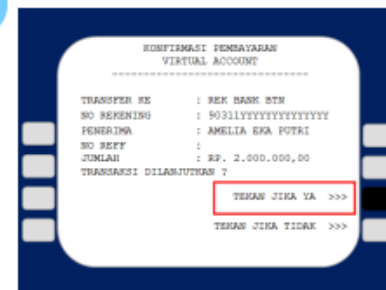 KONFIRMASI PEMBAYARAN
VIRTUAL ACCOUNT
--------------------------------
TRANSFER KE : REK BANK BTN
NO REKENING : 90311YYYYYYYYYYYYY
PENERIMA : AMELIA EKA PUTRI
NO REFF :
JUMLAH : RP. 2.000.000,00
TRANSAKSI DILANJUTKAN ?
TEKAN JIKA YA >>>
TEKAN JIKA TIDAK >>>